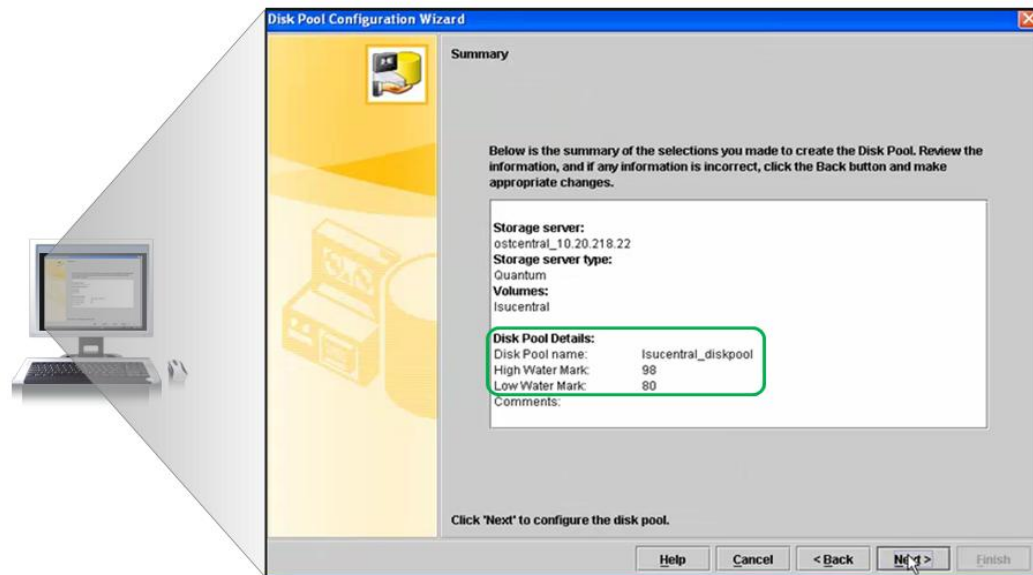 Disk Pool Configuration Wizard
Summary
Below is the summary of the selections you made to create the Disk Pool. Review the
information, and if any information is incorrect, click the Back button and make
appropriate changes.
Storage server:
ostcentral_10.20.218.22
Storage server type:
Quantum
Volumes:
lsucentral
Disk Pool Details:
Disk Pool name: lsucentral_diskpool
High Water Mark: 98
Low Water Mark: 80
Comments:
Click 'Next' to configure the disk pool.
Help Cancel < Back Next > Finish